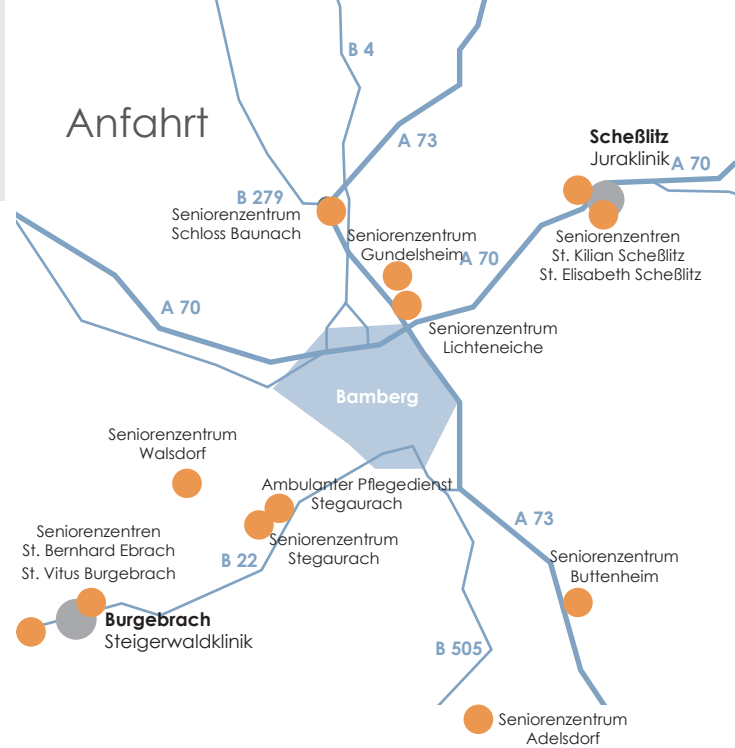 B 4
Anfahrt
A 73
Scheßlitz
Juraklinik
A 70
B 279
Seniorenzentrum
Schloss Baunach
Seniorenzentrum
Gundelsheim
A 70
Seniorenzentren
St. Kilian Scheßlitz
St. Elisabeth Scheßlitz
A 70
Seniorenzentrum
Lichteneiche
Bamberg
Seniorenzentrum
Walsdorf
Ambulanter Pflegedienst
Stegaurach
Seniorenzentrum
Stegaurach
A 73
Seniorenzentren
St. Bernhard Ebrach
St. Vitus Burgebrach
B 22
Seniorenzentrum
Buttenheim
Burgebrach
Steigerwaldklinik
B 505
Seniorenzentrum
Adelsdorf